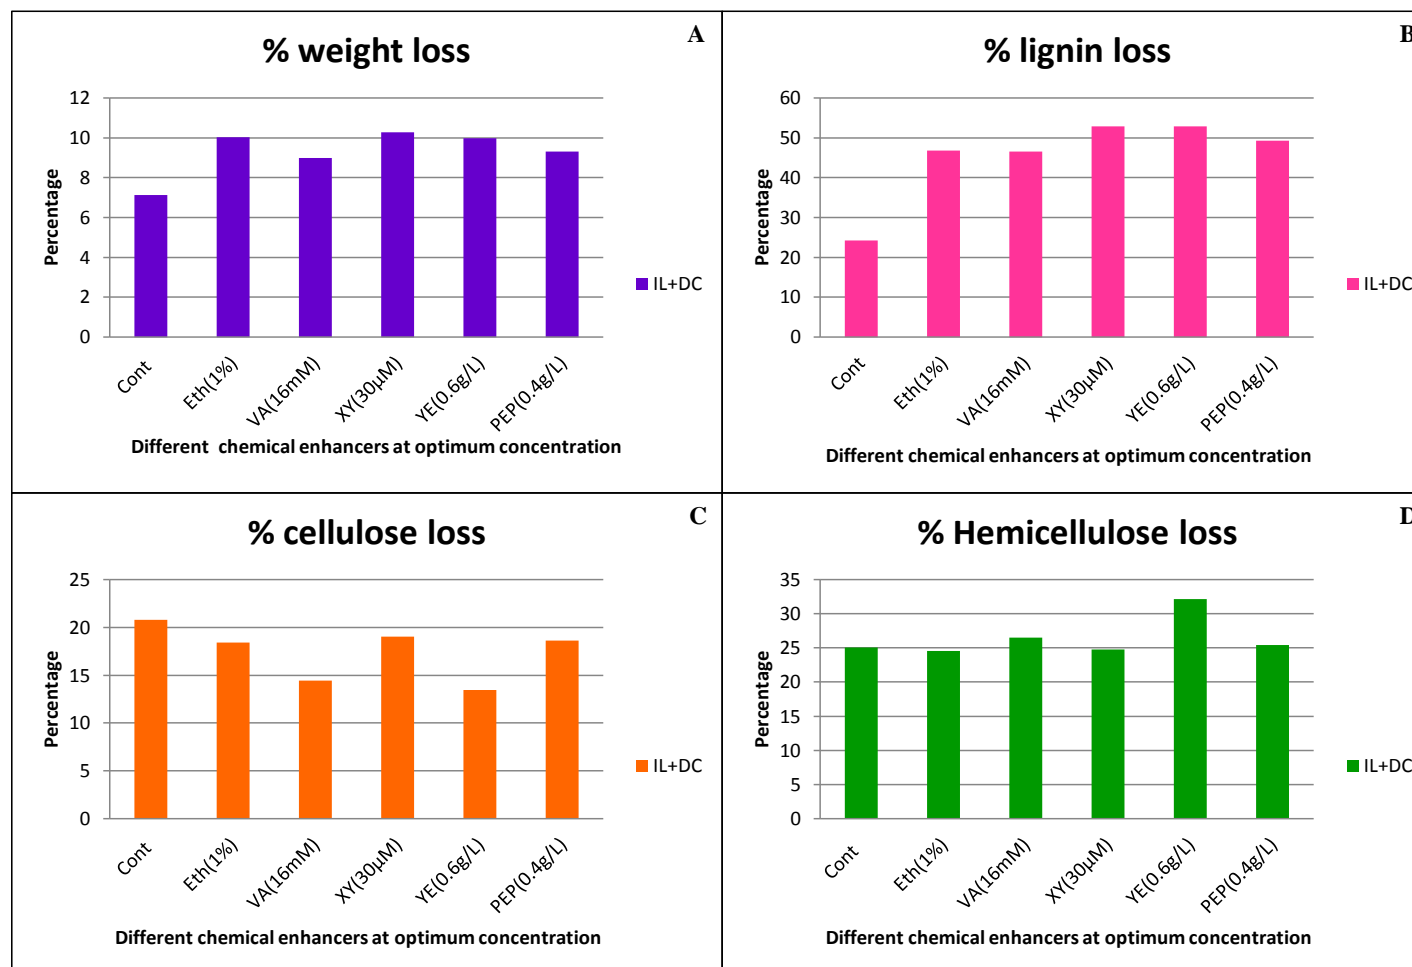 A
% weight loss
12
10
8
6
4
2
0
Percentage
Cont
Eth(1%)
VA(16mM)
XY(30µM)
YE(0.6g/L)
PEP(0.4g/L)
Different chemical enhancers at optimum concentration
IL+DC
B
% lignin loss
60
50
40
30
20
10
0
Percentage
Cont
Eth(1%)
VA(16mM)
XY(30µM)
YE(0.6g/L)
PEP(0.4g/L)
Different chemical enhancers at optimum concentration
IL+DC
C
% cellulose loss
25
20
15
10
5
0
Percentage
Cont
Eth(1%)
VA(16mM)
XY(30µM)
YE(0.6g/L)
PEP(0.4g/L)
Different chemical enhancers at optimum concentration
IL+DC
D
% Hemicellulose loss
35
30
25
20
15
10
5
0
Percentage
Cont
Eth(1%)
VA(16mM)
XY(30µM)
YE(0.6g/L)
PEP(0.4g/L)
Different chemical enhancers at optimum concentration
IL+DC